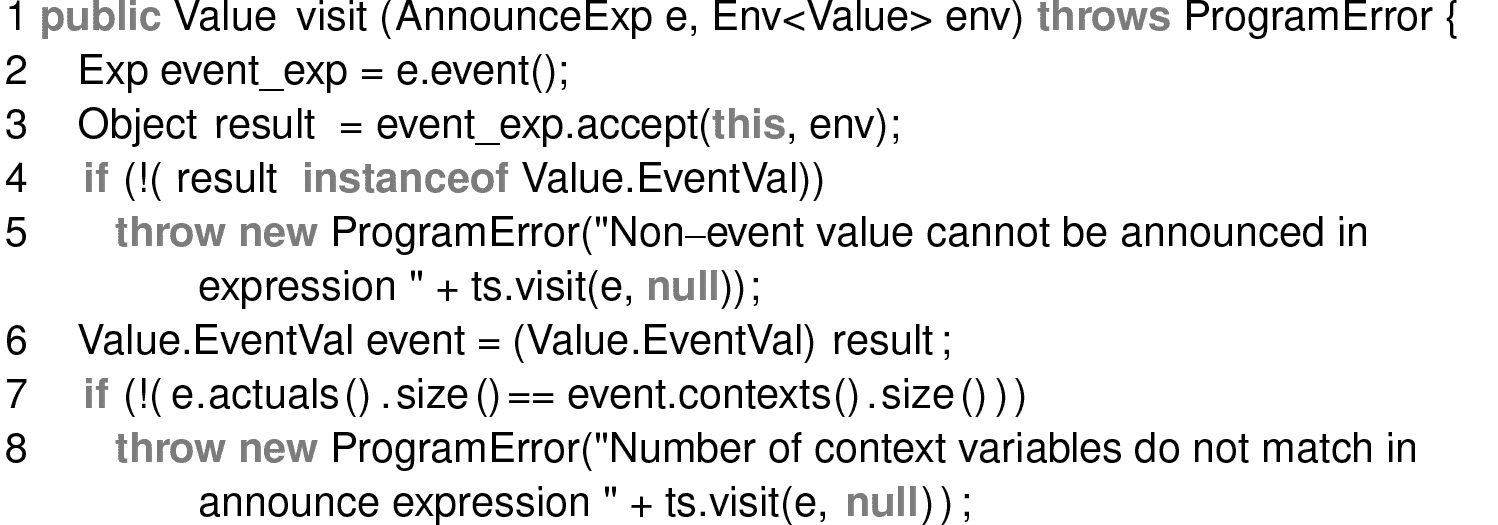 1 public Value visit (AnnounceExp e, Env<Value> env) throws ProgramError {
2 Exp event_exp = e.event();
3 Object result = event_exp.accept(this, env);
4 if (!( result instanceof Value.EventVal))
5 throw new ProgramError("Non–event value cannot be announced in
expression " + ts.visit(e, null));
6 Value.EventVal event = (Value.EventVal) result;
7 if (!( e.actuals().size()== event.contexts().size()))
8 throw new ProgramError("Number of context variables do not match in
announce expression " + ts.visit(e, null));